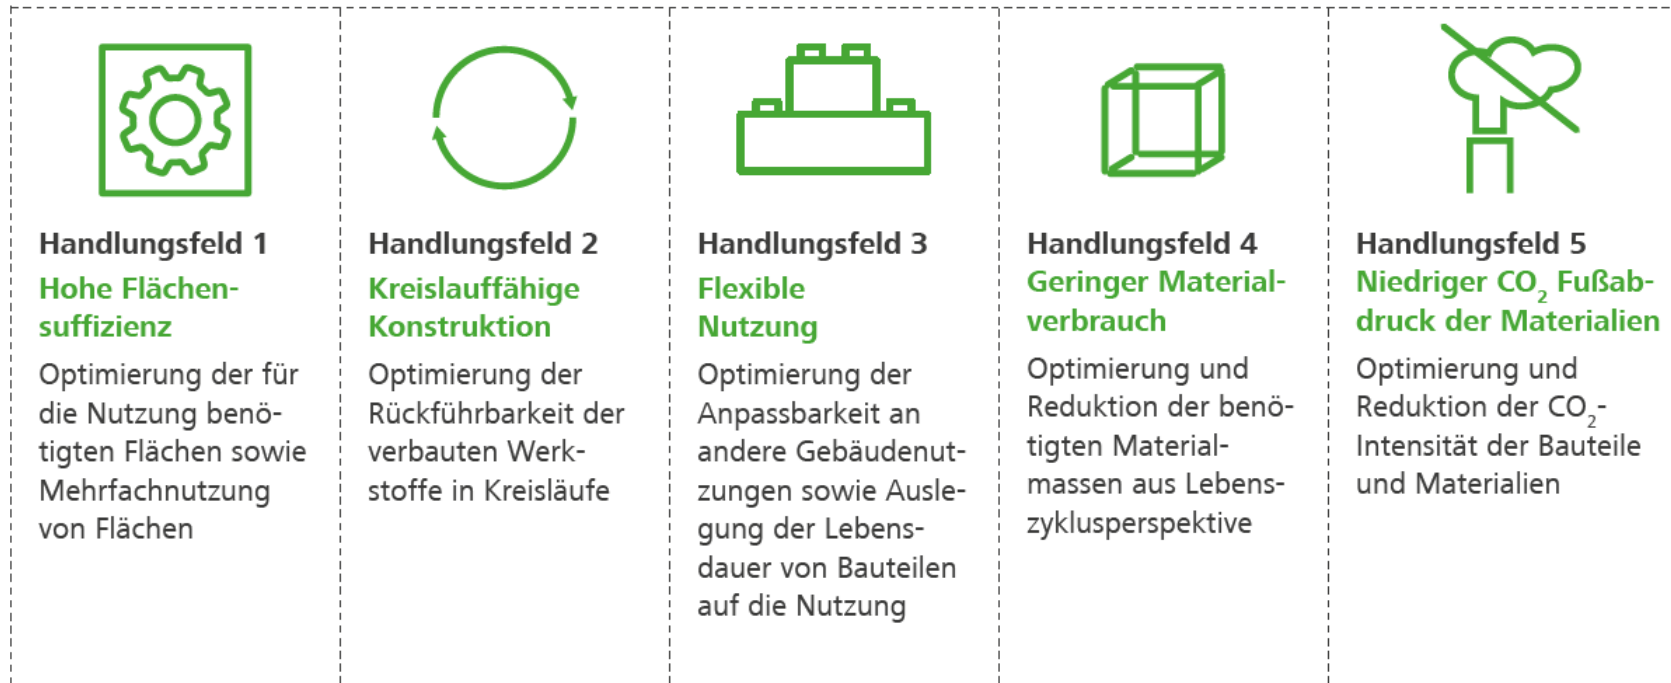 Handlungsfeld 1
Hohe Flächen-
suffizienz
Optimierung der für
die Nutzung benö-
tigten Flächen sowie
Mehrfachnutzung
von Flächen
Handlungsfeld 2
Kreislauffähige
Konstruktion
Optimierung der
Rückführbarkeit der
verbauten Werk-
stoffe in Kreisläufe
Handlungsfeld 3
Flexible
Nutzung
Optimierung der
Anpassbarkeit an
andere Gebäudenut-
zungen sowie Ausle-
gung der Lebens-
dauer von Bauteilen
auf die Nutzung
Handlungsfeld 4
Geringer Material-
verbrauch
Optimierung und
Reduktion der benö-
tigten Material-
massen aus Lebens-
zyklusperspektive
Handlungsfeld 5
Niedriger CO₂ Fußab-
druck der Materialien
Optimierung und
Reduktion der CO₂-
Intensität der Bauteile
und Materialien